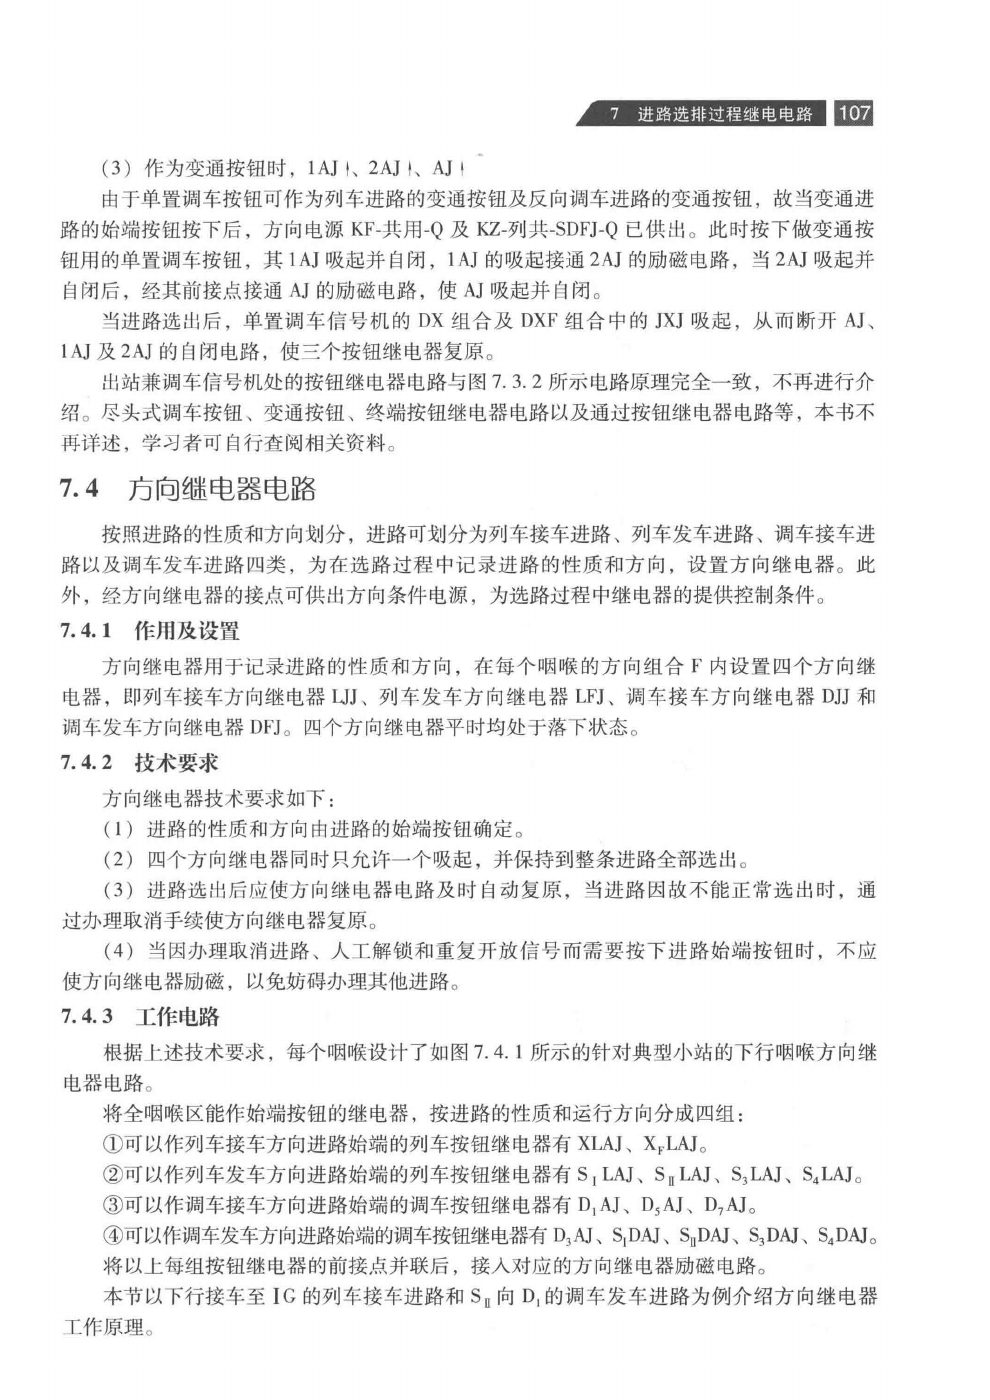 7 进路选排过程继电电路 107
(3) 作为变通按钮时，1AJ↑、2AJ↑、AJ↑
由于单置调车按钮可作为列车进路的变通按钮及反向调车进路的变通按钮，故当变通进
路的始端按钮按下后，方向电源 KF-共用-Q 及 KZ-列共-SDFJ-Q 已供出。此时按下做变通按
钮用的单置调车按钮，其 1AJ 吸起并自闭，1AJ 的吸起接通 2AJ 的励磁电路，当 2AJ 吸起并
自闭后，经其前接点接通 AJ 的励磁电路，使 AJ 吸起并自闭。
当进路选出后，单置调车信号机的 DX 组合及 DXF 组合中的 JXJ 吸起，从而断开 AJ、
1AJ 及 2AJ 的自闭电路，使三个按钮继电器复原。
出站兼调车信号机处的按钮继电器电路与图 7.3.2 所示电路原理完全一致，不再进行介
绍。尽头式调车按钮、变通按钮、终端按钮继电器电路以及通过按钮继电器电路等，本书不
再详述，学习者可自行查阅相关资料。
7.4 方向继电器电路
按照进路的性质和方向划分，进路可划分为列车接车进路、列车发车进路、调车接车进
路以及调车发车进路四类，为在选路过程中记录进路的性质和方向，设置方向继电器。此
外，经方向继电器的接点可供出方向条件电源，为选路过程中继电器的提供控制条件。
7.4.1 作用及设置
方向继电器用于记录进路的性质和方向，在每个咽喉的方向组合 F 内设置四个方向继
电器，即列车接车方向继电器 LJJ、列车发车方向继电器 LFJ、调车接车方向继电器 DJJ 和
调车发车方向继电器 DFJ。四个方向继电器平时均处于落下状态。
7.4.2 技术要求
方向继电器技术要求如下：
(1) 进路的性质和方向由进路的始端按钮确定。
(2) 四个方向继电器同时只允许一个吸起，并保持到整条进路全部选出。
(3) 进路选出后应使方向继电器电路及时自动复原，当进路因故不能正常选出时，通
过办理取消手续使方向继电器复原。
(4) 当因办理取消进路、人工解锁和重复开放信号而需要按下进路始端按钮时，不应
使方向继电器励磁，以免妨碍办理其他进路。
7.4.3 工作电路
根据上述技术要求，每个咽喉设计了如图 7.4.1 所示的针对典型小站的下行咽喉方向继
电器电路。
将全咽喉区能作始端按钮的继电器，按进路的性质和运行方向分成四组：
①可以作列车接车方向进路始端的列车按钮继电器有 XLAJ、X_FLAJ。
②可以作列车发车方向进路始端的列车按钮继电器有 S_ⅠLAJ、S_ⅡLAJ、S₃LAJ、S₄LAJ。
③可以作调车接车方向进路始端的调车按钮继电器有 D₁AJ、D₅AJ、D₇AJ。
④可以作调车发车方向进路始端的调车按钮继电器有 D₃AJ、S_ⅠDAJ、S_ⅡDAJ、S₃DAJ、S₄DAJ。
将以上每组按钮继电器的前接点并联后，接入对应的方向继电器励磁电路。
本节以下行接车至ⅠG 的列车接车进路和 S_Ⅱ向 D₁的调车发车进路为例介绍方向继电器
工作原理。